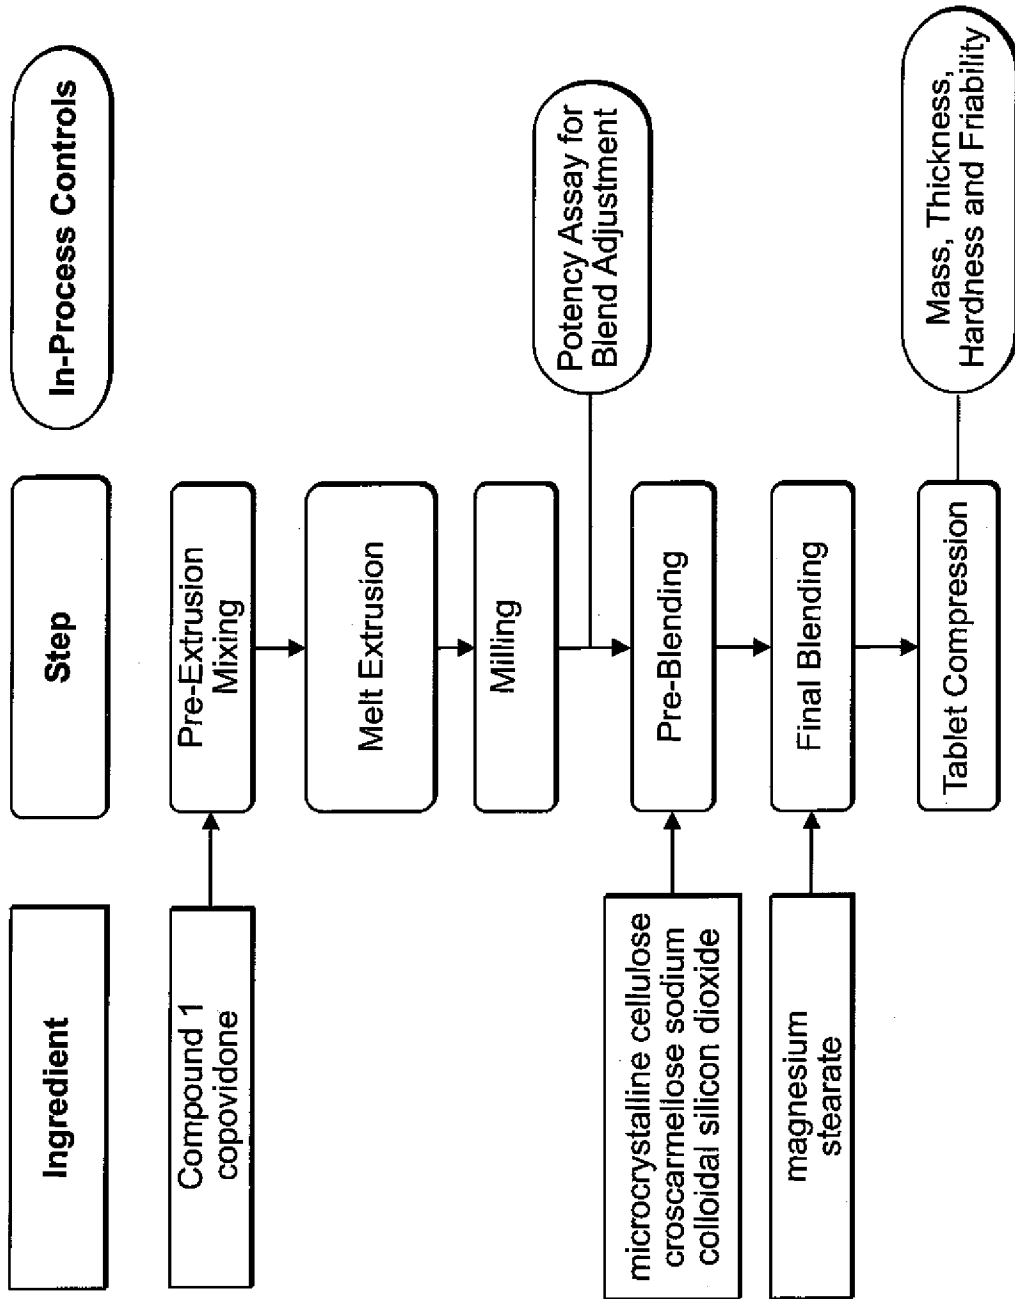 Ingredient
Step
In-Process Controls
Compound 1
copovidone
Pre-Extrusion
Mixing
Melt Extrusion
Milling
Potency Assay for
Blend Adjustment
microcrystalline cellulose
croscarmellose sodium
colloidal silicon dioxide
Pre-Blending
magnesium
stearate
Final Blending
Tablet Compression
Mass, Thickness,
Hardness and Friability